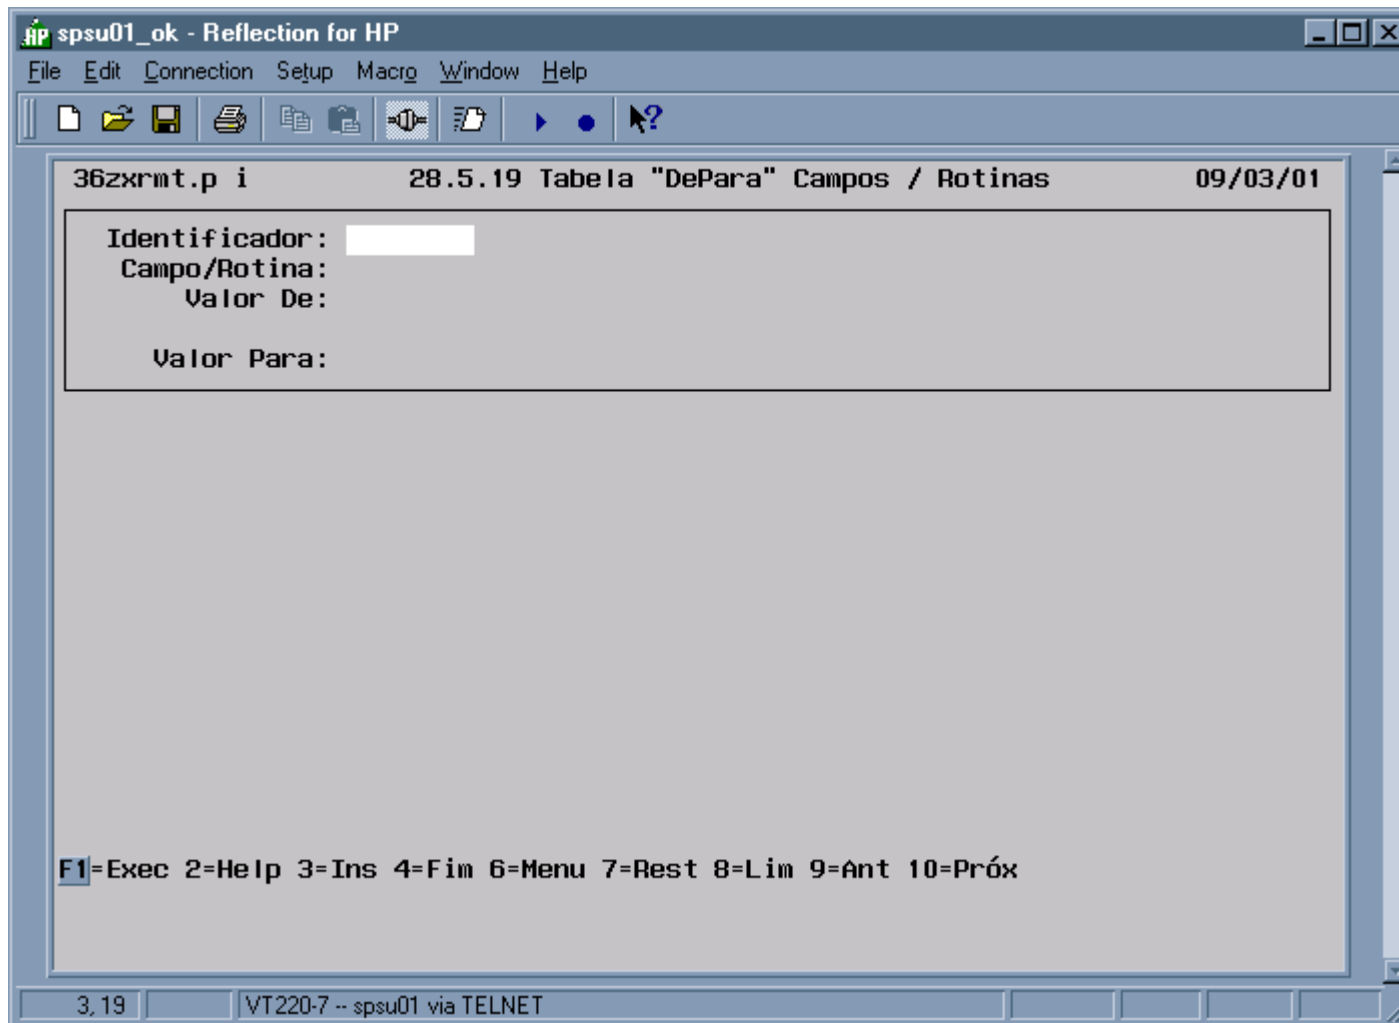 spsu01_ok - Reflection for HP
File Edit Connection Setup Macro Window Help
36zxrmt.p i 28.5.19 Tabela "DePara" Campos / Rotinas 09/03/01
Identificador:
Campo/Rotina:
Valor De:
Valor Para:
F1=Exec 2=Help 3=Ins 4=Fim 6=Menu 7=Rest 8=Lim 9=Ant 10=Próx
3, 19 VT220-7 -- spsu01 via TELNET